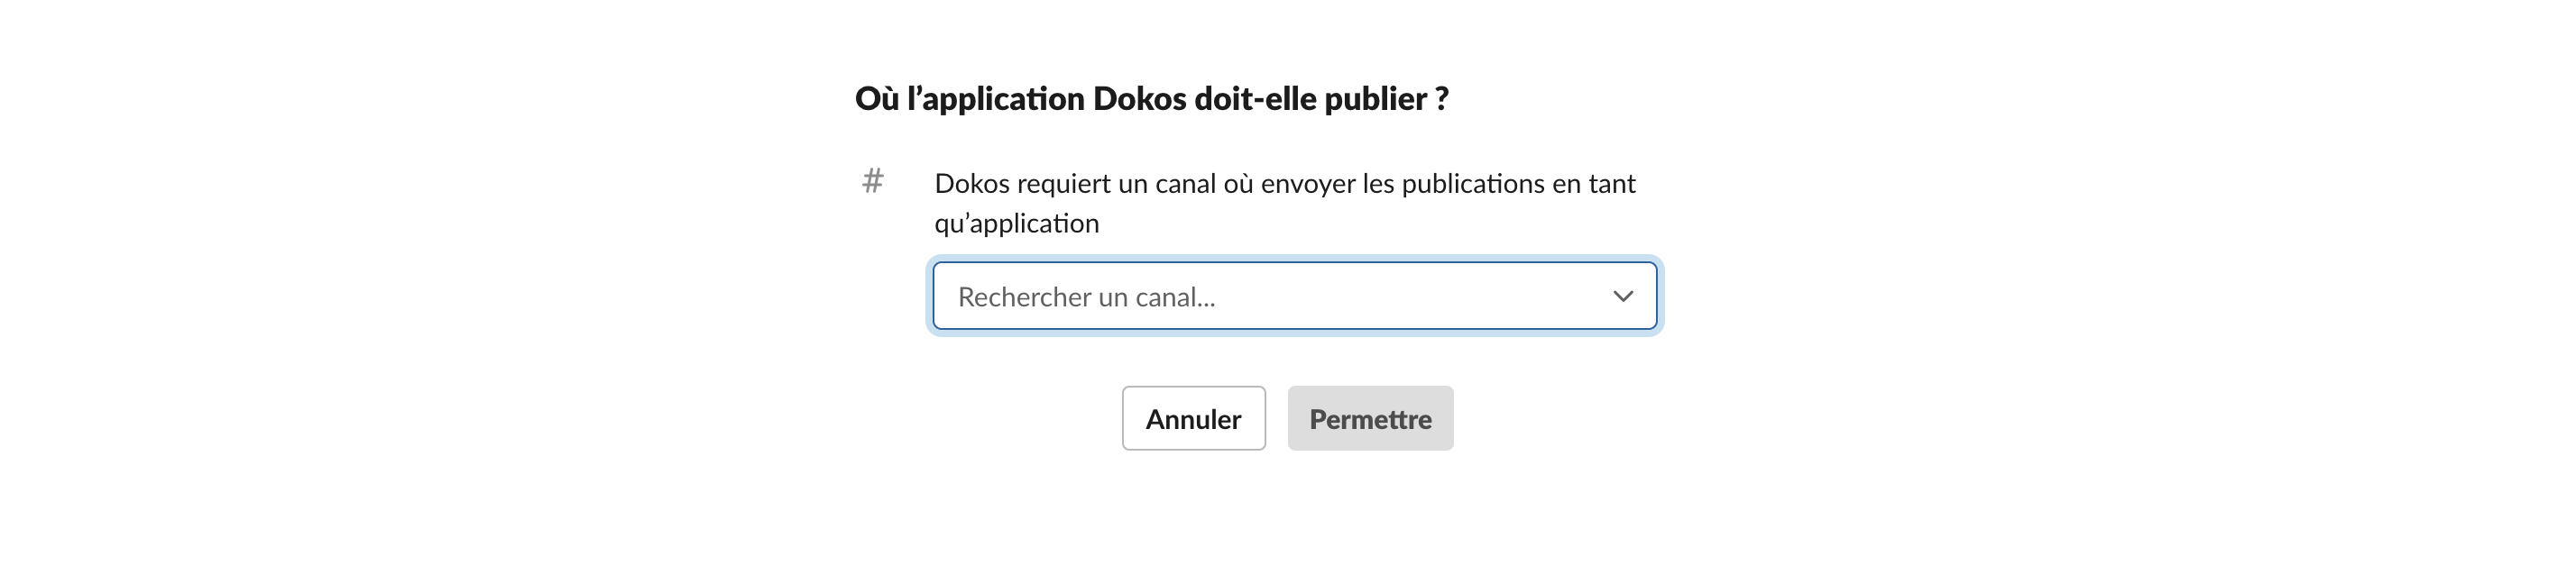 Où l’application Dokos doit-elle publier ?
# Dokos requiert un canal où envoyer les publications en tant
qu’application
Rechercher un canal...
Annuler Permettre